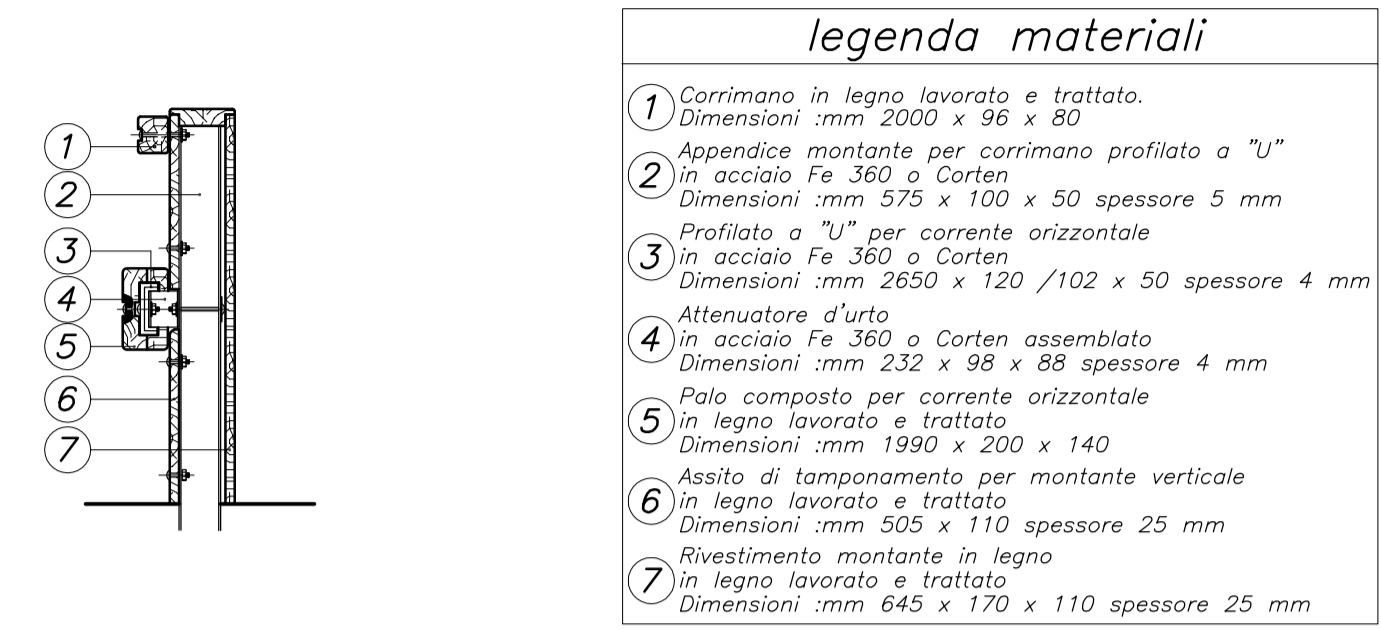 legenda materiali
1 Corrimano in legno lavorato e trattato.
Dimensioni :mm 2000 x 96 x 80
2 Appendice montante per corrimano profilato a "U"
in acciaio Fe 360 o Corten
Dimensioni :mm 575 x 100 x 50 spessore 5 mm
3 Profilato a "U" per corrente orizzontale
in acciaio Fe 360 o Corten
Dimensioni :mm 2650 x 120 /102 x 50 spessore 4 mm
4 Attenuatore d'urto
in acciaio Fe 360 o Corten assemblato
Dimensioni :mm 232 x 98 x 88 spessore 4 mm
5 Palo composto per corrente orizzontale
in legno lavorato e trattato
Dimensioni :mm 1990 x 200 x 140
6 Assito di tamponamento per montante verticale
in legno lavorato e trattato
Dimensioni :mm 505 x 110 spessore 25 mm
7 Rivestimento montante in legno
in legno lavorato e trattato
Dimensioni :mm 645 x 170 x 110 spessore 25 mm
1
2
3
4
5
6
7